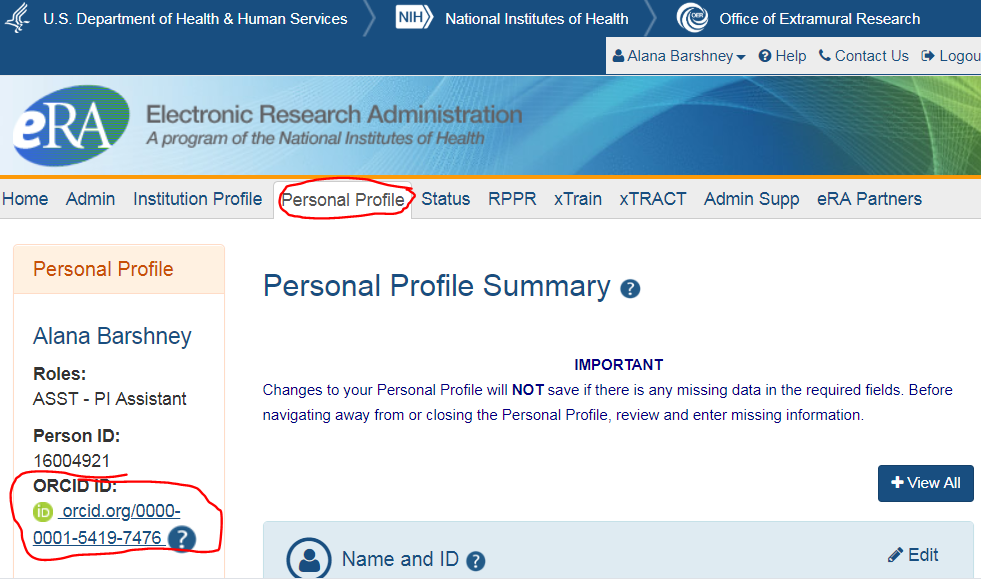 U.S. Department of Health & Human Services NIH National Institutes of Health OER Office of Extramural Research
Alana Barshney Help Contact Us Logou
eRA Electronic Research Administration
A program of the National Institutes of Health
Home Admin Institution Profile Personal Profile Status RPPR xTrain xTRACT Admin Supp eRA Partners
Personal Profile
Personal Profile Summary ?
Alana Barshney
Roles:
ASST - PI Assistant
Person ID:
16004921
ORCID ID:
iD orcid.org/0000-
0001-5419-7476 ?
IMPORTANT
Changes to your Personal Profile will NOT save if there is any missing data in the required fields. Before
navigating away from or closing the Personal Profile, review and enter missing information.
+ View All
Name and ID ? Edit